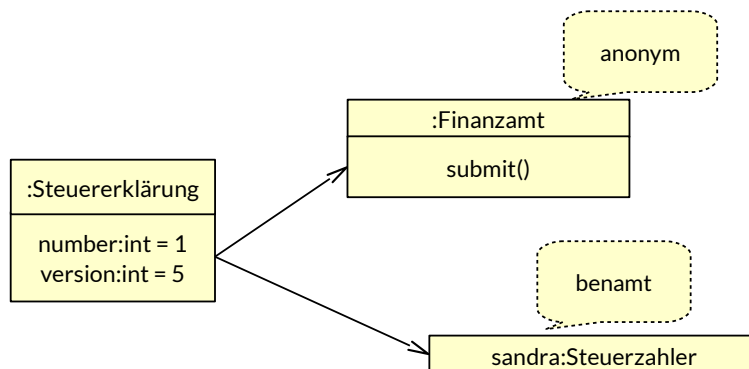 anonym
:Finanzamt
submit()
:Steuererklärung
number:int = 1
version:int = 5
benamt
sandra:Steuerzahler